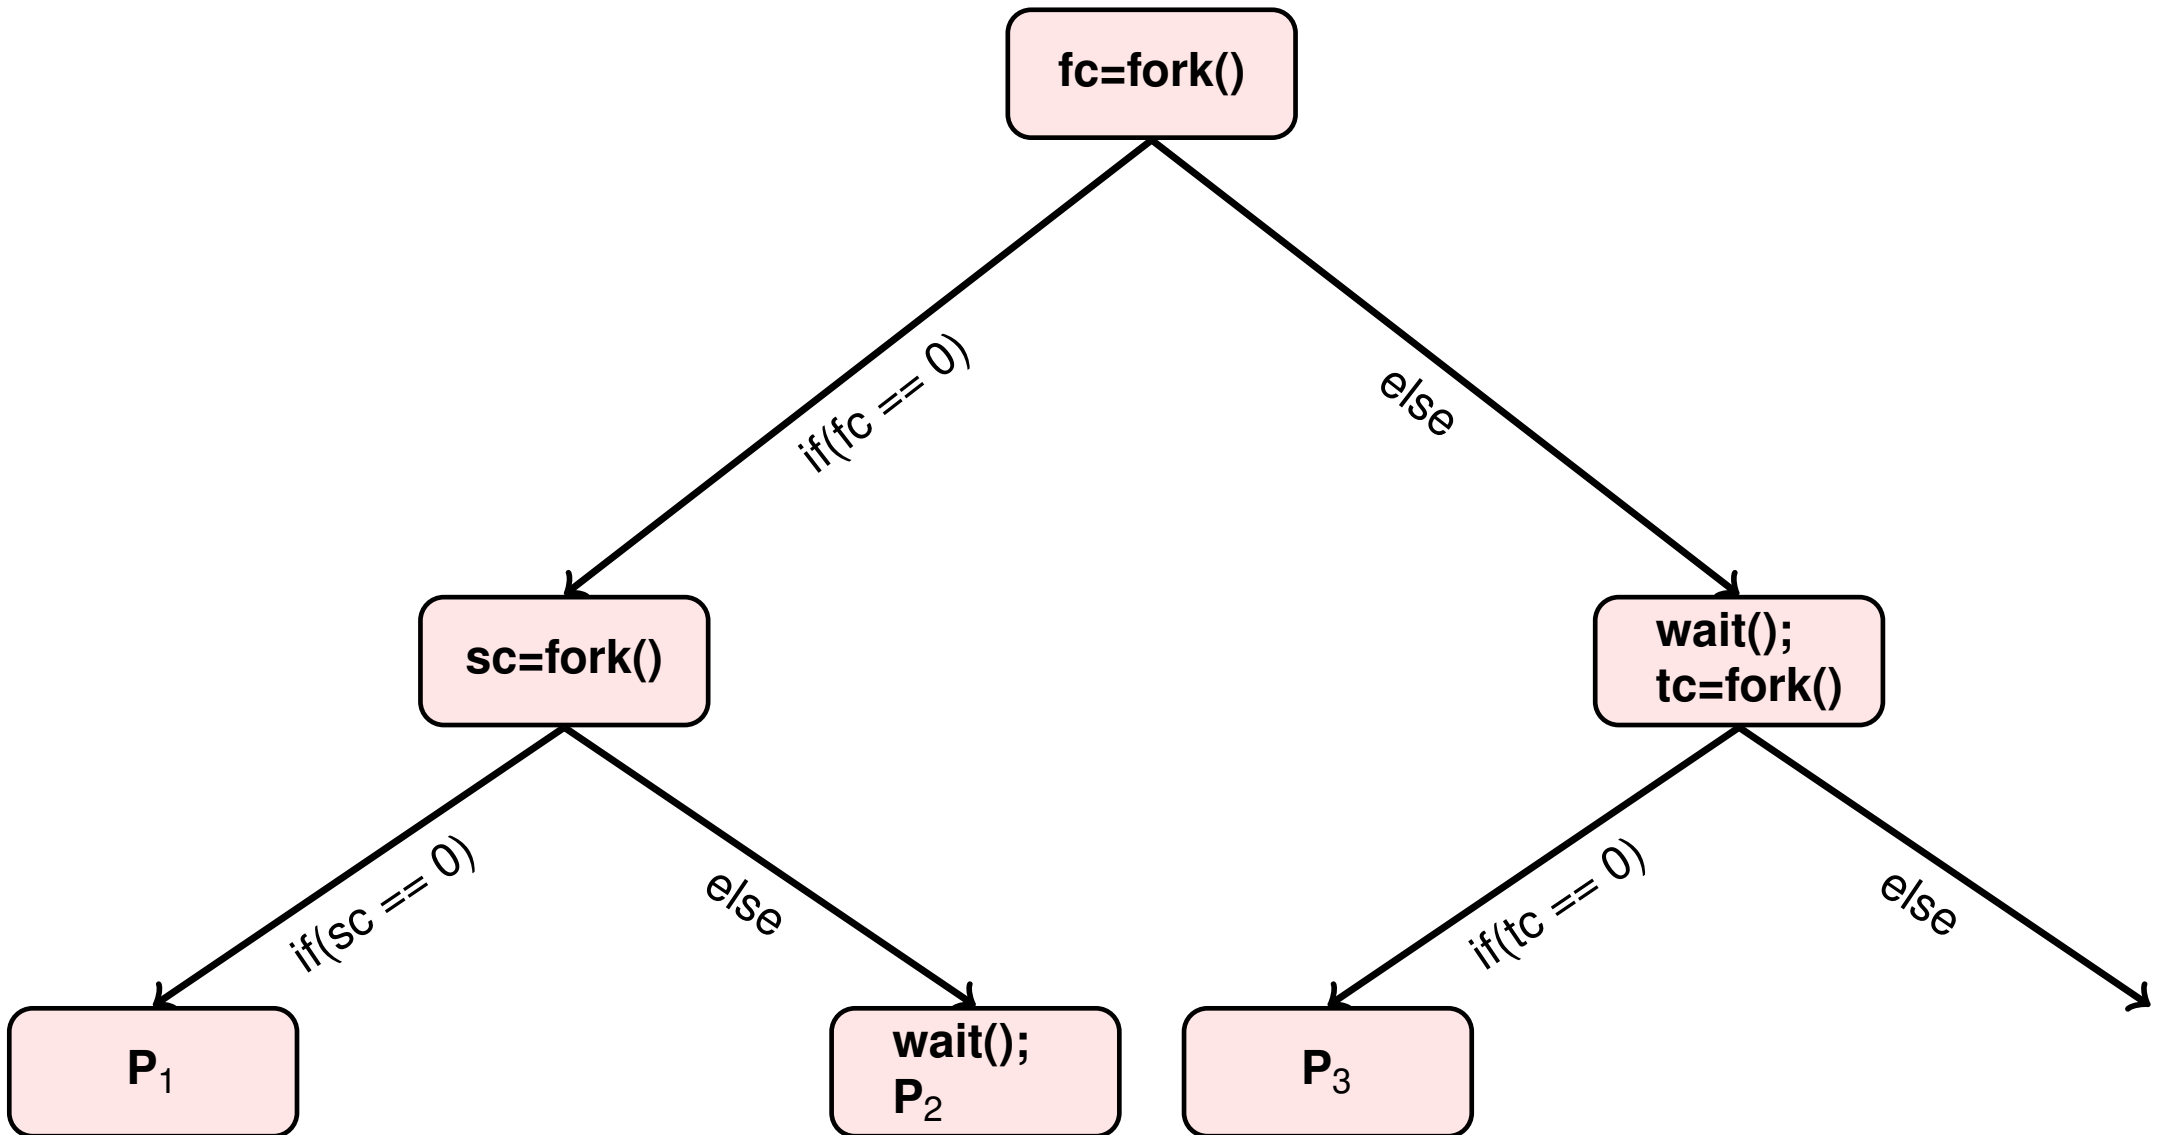 fc=fork()
if(fc == 0)
else
sc=fork()
wait();
tc=fork()
if(sc == 0)
else
if(tc == 0)
else
P₁
wait();
P₂
P₃